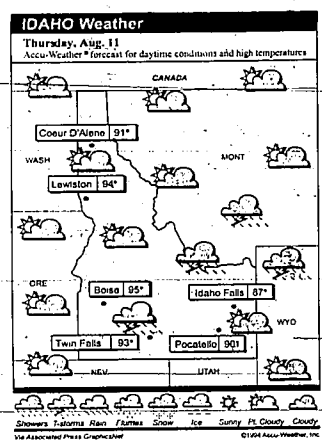 IDAHO Weather
Thursday, Aug. 11
Accu-Weather® forecast for daytime conditions and high temperatures
CANADA
Coeur D'Alene 91°
WASH
MONT
Lewiston 94°
ORE
Boise 95°
Idaho Falls 87°
WYO
Twin Falls 93°
Pocatello 90
NEV
UTAH
Showers T-storms Rain Flurries Snow Ice Sunny Pt. Cloudy Cloudy
Via Associated Press GraphicsNet
©1994 Accu-Weather, Inc.